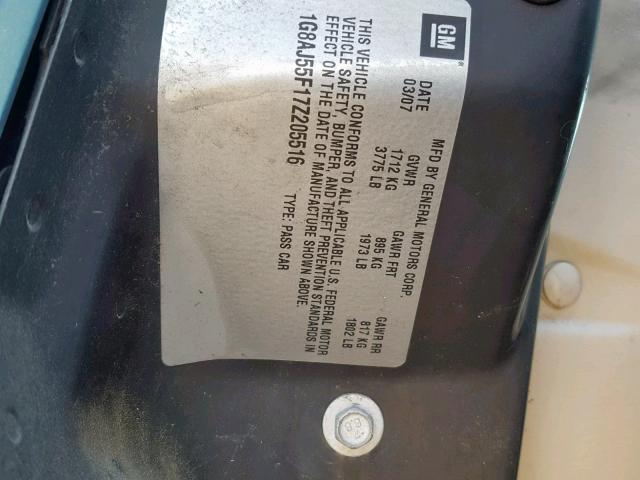 GM
DATE GVWR GAWR FRT GAWR RR
MFD BY GENERAL MOTORS CORP.
03/07 1712 KG 895 KG 817 KG
3775 LB 1973 LB 1802 LB
THIS VEHICLE CONFORMS TO ALL APPLICABLE U.S. FEDERAL MOTOR
VEHICLE SAFETY, BUMPER, AND THEFT PREVENTION STANDARDS IN
EFFECT ON THE DATE OF MANUFACTURE SHOWN ABOVE.
1G8AJ55F17Z205516 TYPE: PASS CAR